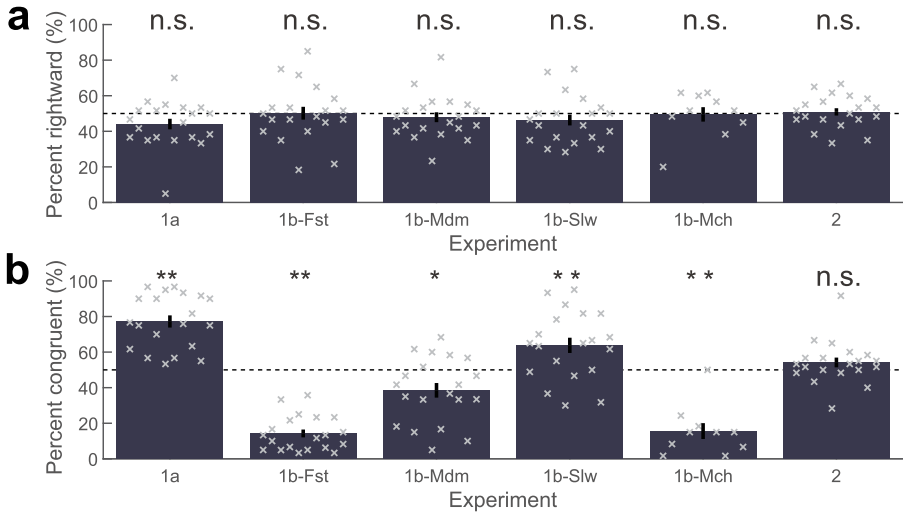 a
n.s. n.s. n.s. n.s. n.s. n.s.
Percent rightward (%)
100
80
60
40
20
0
1a 1b-Fst 1b-Mdm 1b-Slw 1b-Mch 2
Experiment
b
** ** * ** ** n.s.
Percent congruent (%)
100
80
60
40
20
0
1a 1b-Fst 1b-Mdm 1b-Slw 1b-Mch 2
Experiment